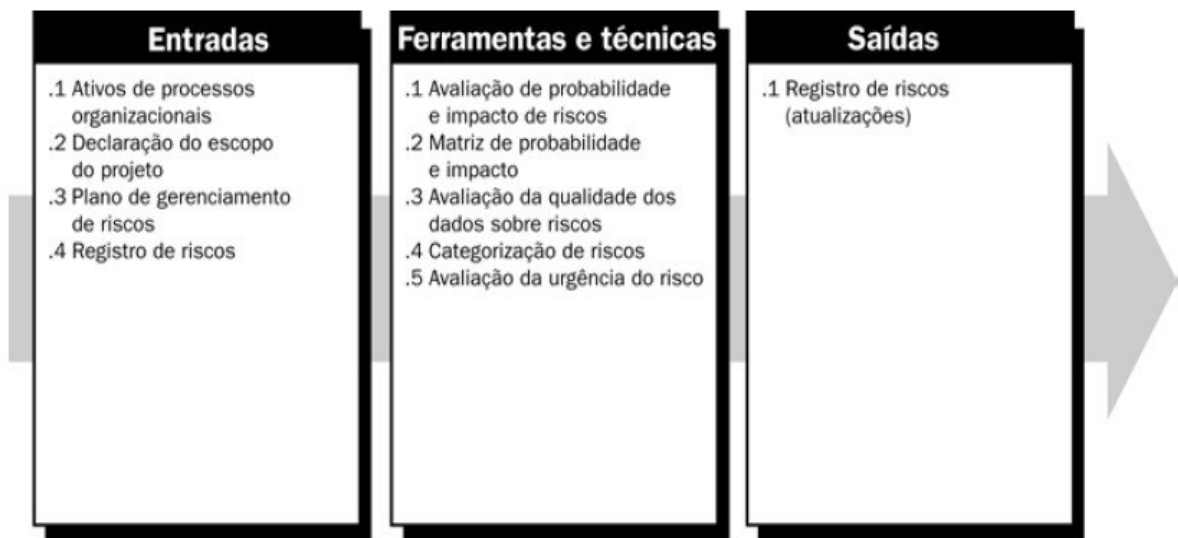 Entradas
.1 Ativos de processos
organizacionais
.2 Declaração do escopo
do projeto
.3 Plano de gerenciamento
de riscos
.4 Registro de riscos
Ferramentas e técnicas
.1 Avaliação de probabilidade
e impacto de riscos
.2 Matriz de probabilidade
e impacto
.3 Avaliação da qualidade dos
dados sobre riscos
.4 Categorização de riscos
.5 Avaliação da urgência do risco
Saídas
.1 Registro de riscos
(atualizações)